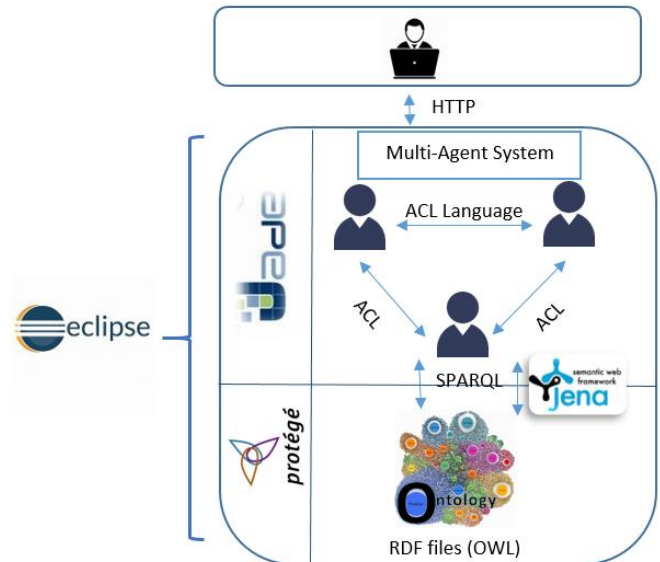 HTTP
Multi-Agent System
ACL Language
ACL
ACL
SPARQL
semantic web
framework
jena
eclipse
protégé
Ontology
RDF files (OWL)